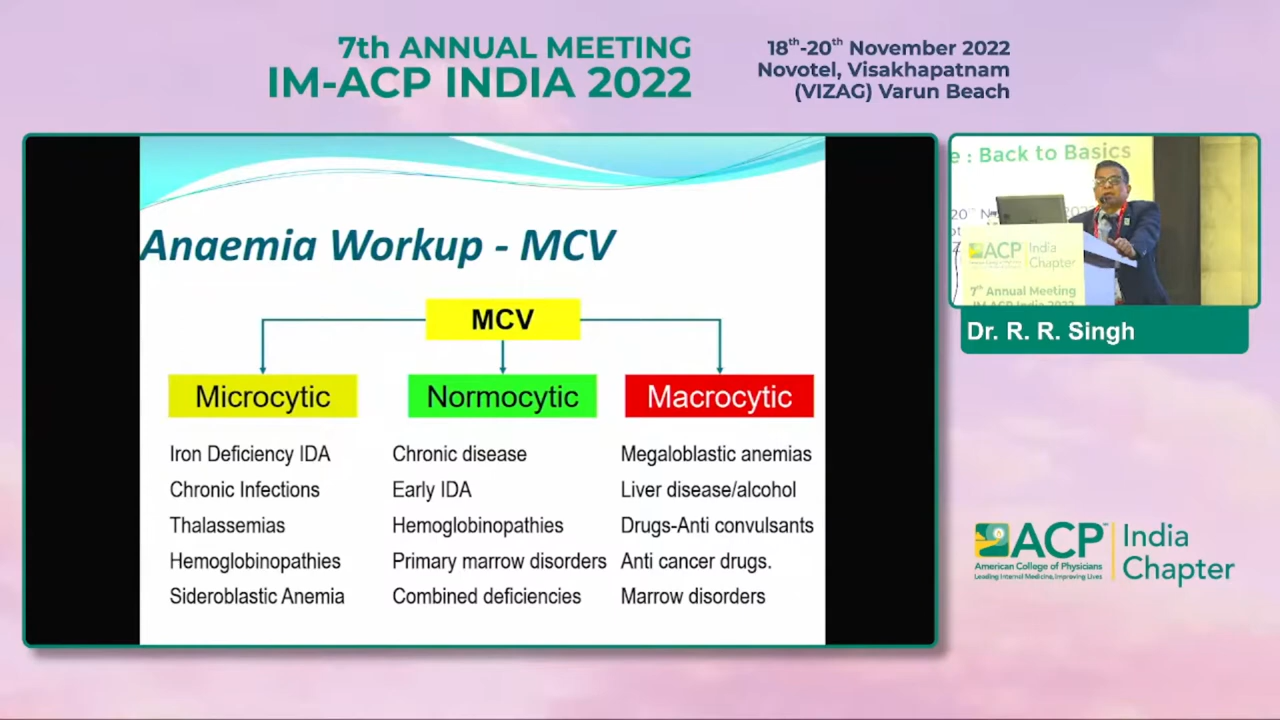 7th ANNUAL MEETING
IM-ACP INDIA 2022
18th-20th November 2022
Novotel, Visakhapatnam
(VIZAG) Varun Beach
Anaemia Workup - MCV
MCV
Microcytic
Normocytic
Macrocytic
Iron Deficiency IDA
Chronic Infections
Thalassemias
Hemoglobinopathies
Sideroblastic Anemia
Chronic disease
Early IDA
Hemoglobinopathies
Primary marrow disorders
Combined deficiencies
Megaloblastic anemias
Liver disease/alcohol
Drugs-Anti convulsants
Anti cancer drugs.
Marrow disorders
e : Back to Basics
ACP India
Chapter
7th Annual Meeting
IM ACP India 2022
Dr. R. R. Singh
ACP
American College of Physicians
Leading Internal Medicine, Improving Lives
India
Chapter